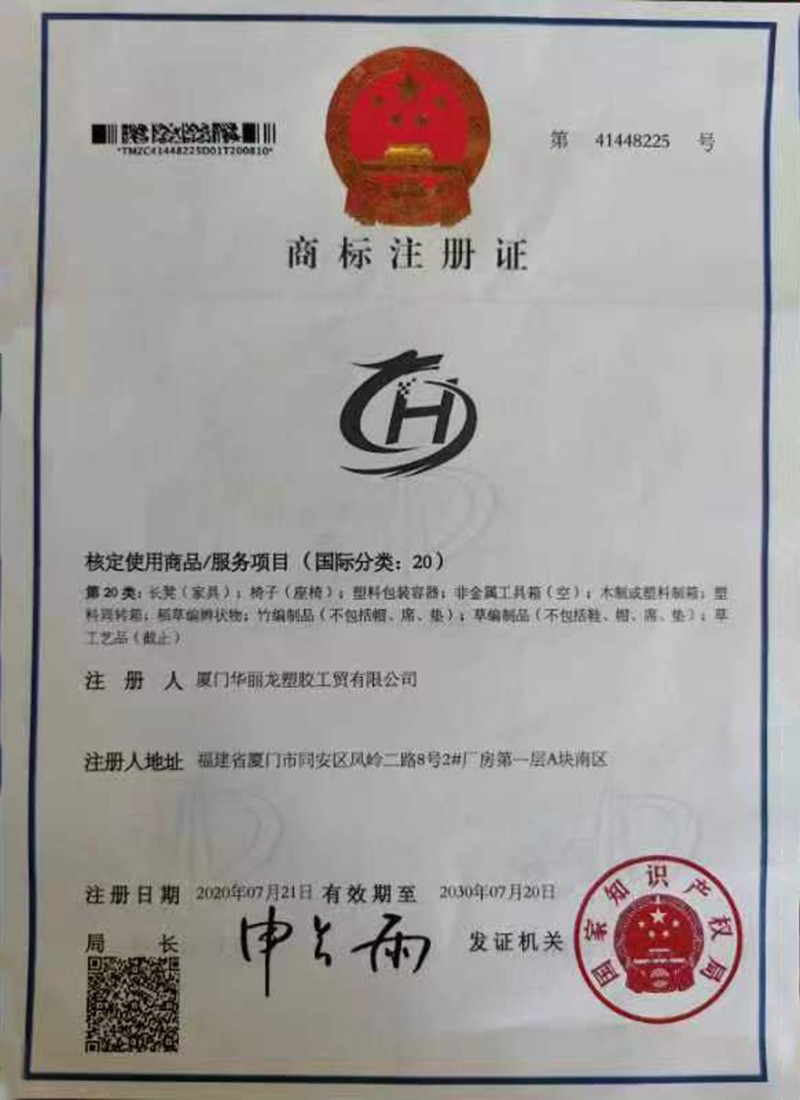 第 41448225 号
*TMZC41448225D01T200810*
商标注册证
H
核定使用商品/服务项目（国际分类：20）
第20类：长凳（家具）；椅子（座椅）；塑料包装容器；非金属工具箱（空）；木制或塑料制箱；塑
料周转箱；稻草编辫状物；竹编制品（不包括帽、席、垫）；草编制品（不包括鞋、帽、席、垫）；草
工艺品（截止）
注册人 厦门华丽龙塑胶工贸有限公司
注册人地址 福建省厦门市同安区凤岭二路8号2#厂房第一层A块南区
注册日期 2020年07月21日 有效期至 2030年07月20日
局长 申长雨 发证机关
国家知识产权局